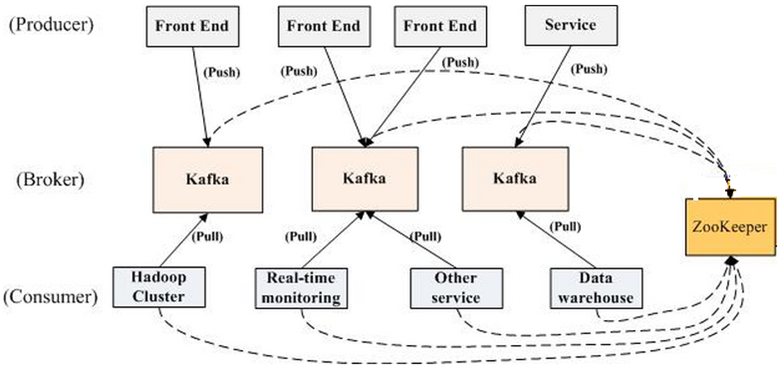 (Producer)
Front End
Front End
Front End
Service
(Push)
(Push)
(Push)
(Push)
(Broker)
Kafka
Kafka
Kafka
ZooKeeper
(Pull)
(Pull)
(Pull)
(Pull)
(Consumer)
Hadoop
Cluster
Real-time
monitoring
Other
service
Data
warehouse